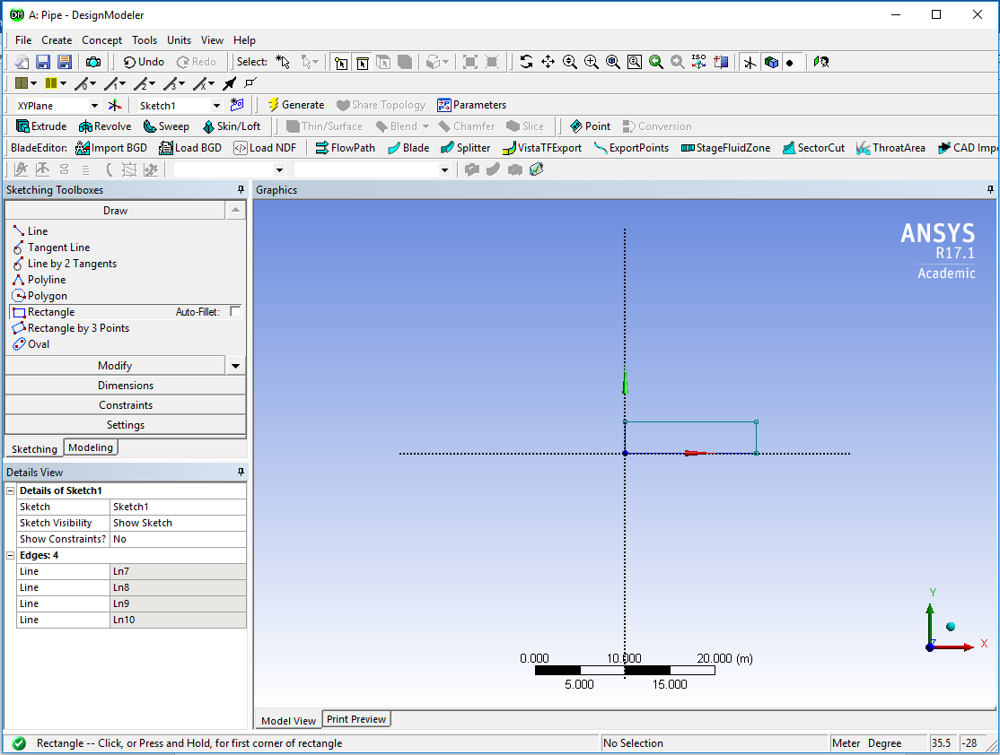 A: Pipe - DesignModeler
File Create Concept Tools Units View Help
Undo Redo Select: ISO
XYPlane Sketch1 Generate Share Topology Parameters
Extrude Revolve Sweep Skin/Loft Thin/Surface Blend Chamfer Slice Point Conversion
BladeEditor: Import BGD Load BGD Load NDF FlowPath Blade Splitter VistaTFExport ExportPoints StageFluidZone SectorCut ThroatArea CAD Impo
Sketching Toolboxes
Draw
Line
Tangent Line
Line by 2 Tangents
Polyline
Polygon
Rectangle Auto-Fillet:
Rectangle by 3 Points
Oval
Modify
Dimensions
Constraints
Settings
Sketching Modeling
Details View
Details of Sketch1
Sketch Sketch1
Sketch Visibility Show Sketch
Show Constraints? No
Edges: 4
Line Ln7
Line Ln8
Line Ln9
Line Ln10
Graphics
ANSYS
R17.1
Academic
Y
X
Z
0.000 10.000 20.000 (m)
5.000 15.000
Model View Print Preview
Rectangle -- Click, or Press and Hold, for first corner of rectangle No Selection Meter Degree 35.5 -28